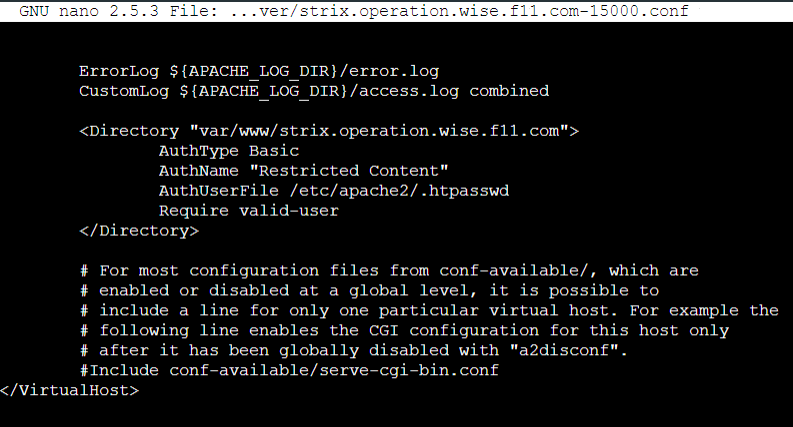 GNU nano 2.5.3 File: ...ver/strix.operation.wise.f11.com-15000.conf
ErrorLog ${APACHE_LOG_DIR}/error.log
CustomLog ${APACHE_LOG_DIR}/access.log combined
<Directory "var/www/strix.operation.wise.f11.com">
AuthType Basic
AuthName "Restricted Content"
AuthUserFile /etc/apache2/.htpasswd
Require valid-user
</Directory>
# For most configuration files from conf-available/, which are
# enabled or disabled at a global level, it is possible to
# include a line for only one particular virtual host. For example the
# following line enables the CGI configuration for this host only
# after it has been globally disabled with "a2disconf".
#Include conf-available/serve-cgi-bin.conf
</VirtualHost>